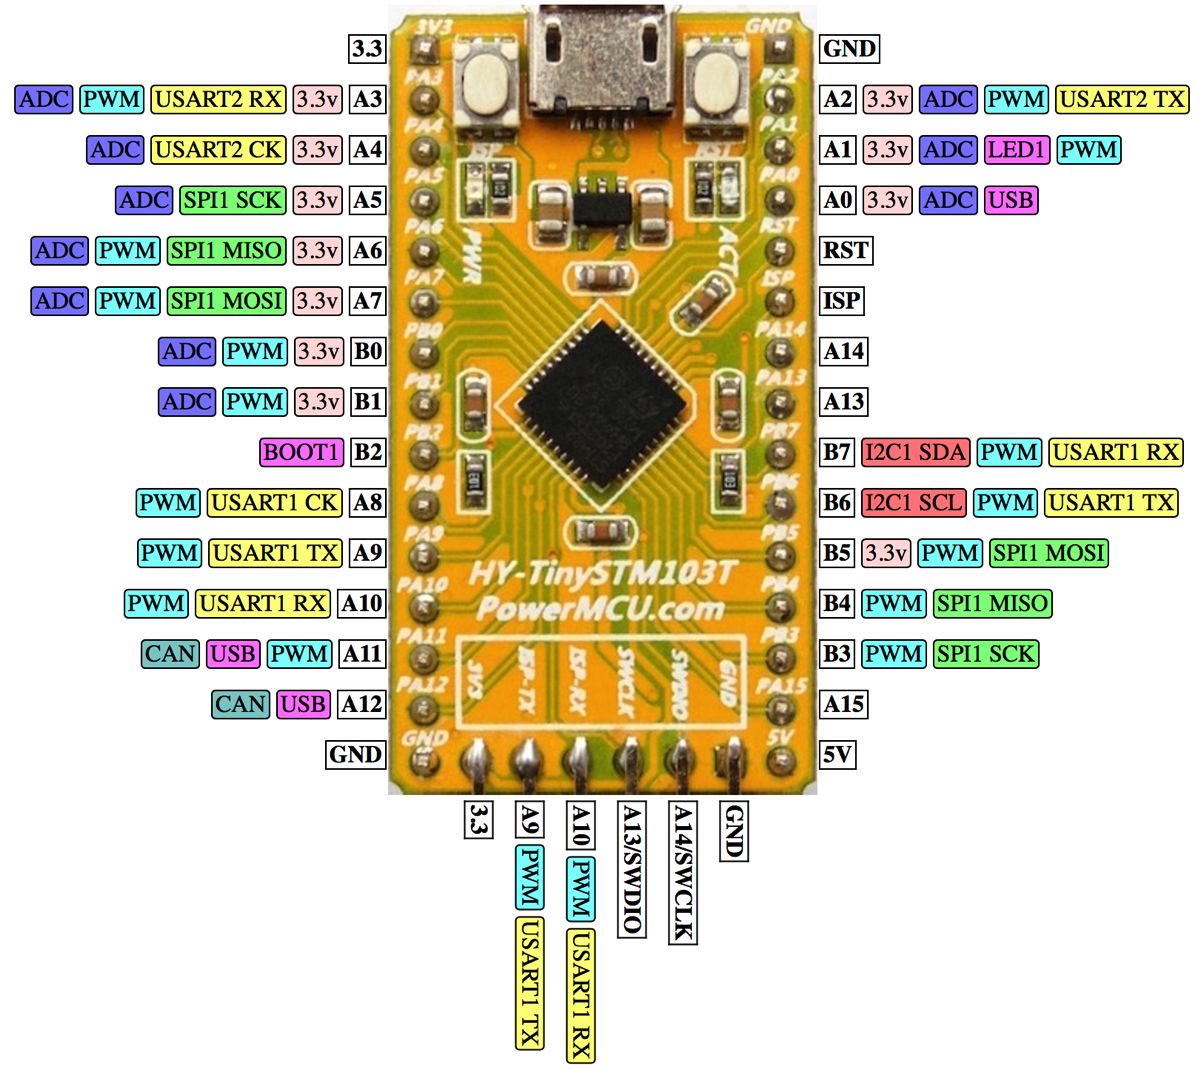 3.3
ADC PWM USART2 RX 3.3v A3
ADC USART2 CK 3.3v A4
ADC SPI1 SCK 3.3v A5
ADC PWM SPI1 MISO 3.3v A6
ADC PWM SPI1 MOSI 3.3v A7
ADC PWM 3.3v B0
ADC PWM 3.3v B1
BOOT1 B2
PWM USART1 CK A8
PWM USART1 TX A9
PWM USART1 RX A10
CAN USB PWM A11
CAN USB A12
GND
3V3
PA3
PA4
PA5
PA6
PA7
PB0
PB1
PB2
PA8
PA9
PA10
PA11
PA12
GND
PWR
ACT
103
103
HY-TinySTM103T
PowerMCU.com
3V3
ISP-TX
ISP-RX
SWCLK
SWDIO
GND
GND
PA2
PA1
PA0
RST
ISP
PA14
PA13
PB7
PB6
PB5
PB4
PB3
PA15
5V
GND
A2 3.3v ADC PWM USART2 TX
A1 3.3v ADC LED1 PWM
A0 3.3v ADC USB
RST
ISP
A14
A13
B7 I2C1 SDA PWM USART1 RX
B6 I2C1 SCL PWM USART1 TX
B5 3.3v PWM SPI1 MOSI
B4 PWM SPI1 MISO
B3 PWM SPI1 SCK
A15
5V
3.3
A9 PWM USART1 TX
A10 PWM USART1 RX
A13/SWDIO
A14/SWCLK
GND